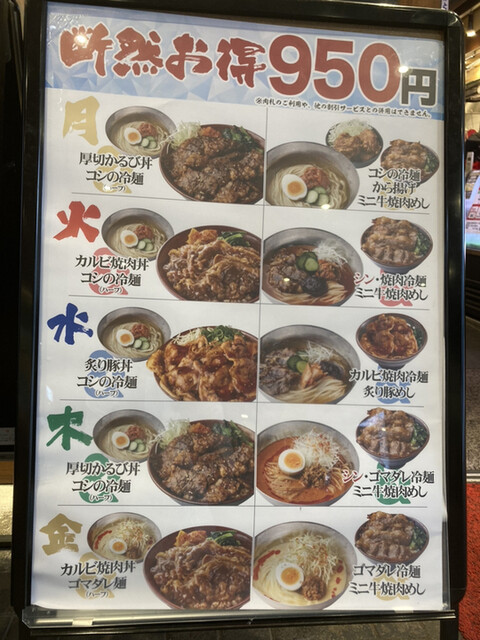 断然お得950円
※肉札のご利用や、他の割引サービスとの併用はできません。
月
厚切かるび丼
コシの冷麺
(ハーフ)
コシの冷麺
から揚げ
ミニ牛焼肉めし
火
カルビ焼肉丼
コシの冷麺
(ハーフ)
シン・焼肉冷麺
ミニ牛焼肉めし
水
炙り豚丼
コシの冷麺
(ハーフ)
カルビ焼肉冷麺
炙り豚めし
木
厚切かるび丼
コシの冷麺
(ハーフ)
シン・ゴマダレ冷麺
ミニ牛焼肉めし
金
カルビ焼肉丼
ゴマダレ麺
(ハーフ)
ゴマダレ冷麺
ミニ牛焼肉めし